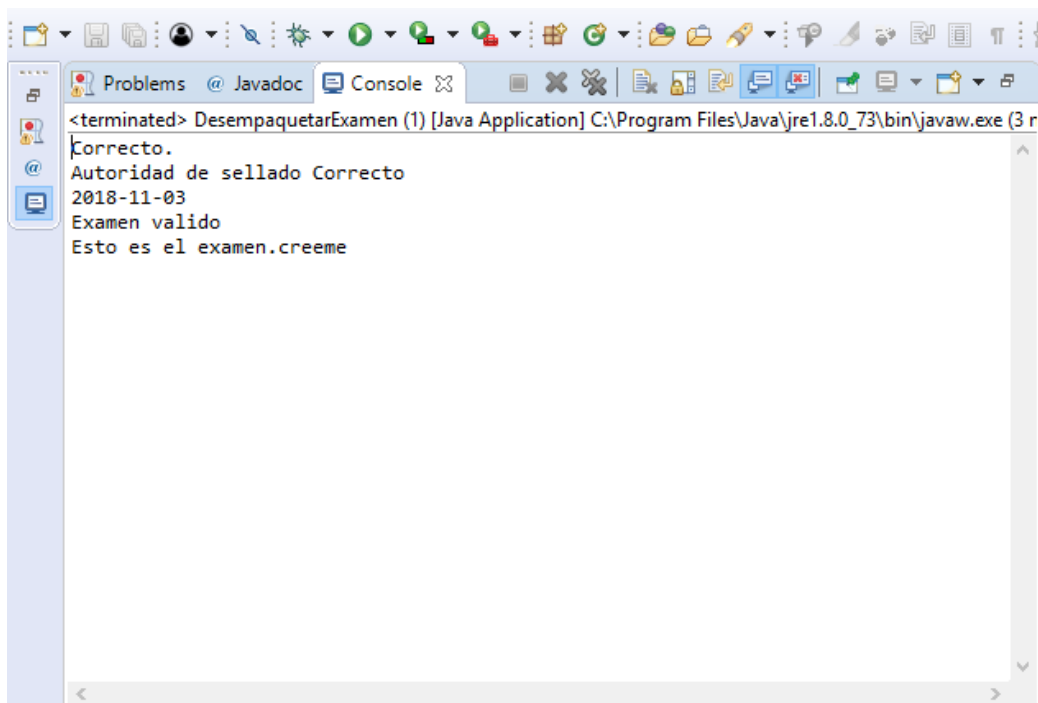 Problems @ Javadoc Console
<terminated> DesempaquetarExamen (1) [Java Application] C:\Program Files\Java\jre1.8.0_73\bin\javaw.exe (3 r
Correcto.
Autoridad de sellado Correcto
2018-11-03
Examen valido
Esto es el examen.creeme